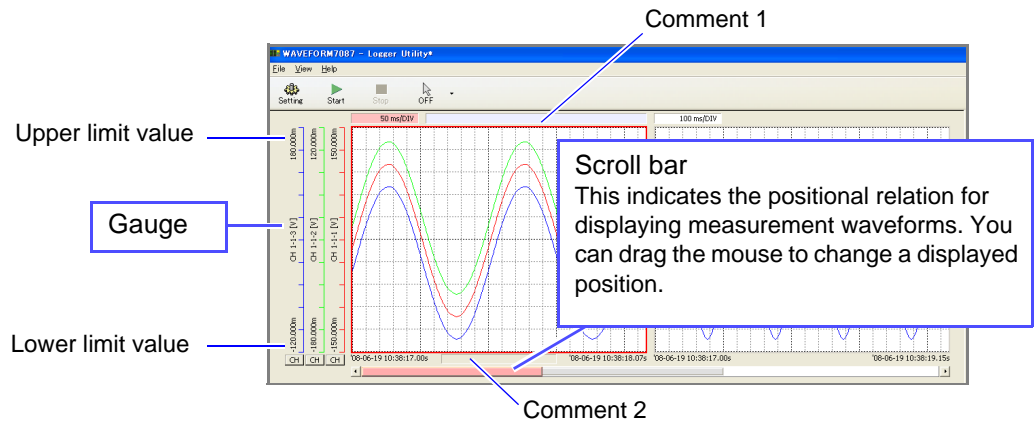 Comment 1
WAVEFORM7087 - Logger Utility*
File View Help
Setting Start Stop OFF
50 ms/DIV
100 ms/DIV
Upper limit value
180.000m
120.000m
150.000m
Scroll bar
This indicates the positional relation for
displaying measurement waveforms. You
can drag the mouse to change a displayed
position.
Gauge
CH 1-1-3 [V]
CH 1-1-2 [V]
CH 1-1-1 [V]
Lower limit value
-120.000m
-180.000m
-150.000m
CH CH CH
'08-06-19 10:38:17.00s
'08-06-19 10:38:18.07s
'08-06-19 10:38:17.00s
'08-06-19 10:38:19.15s
Comment 2